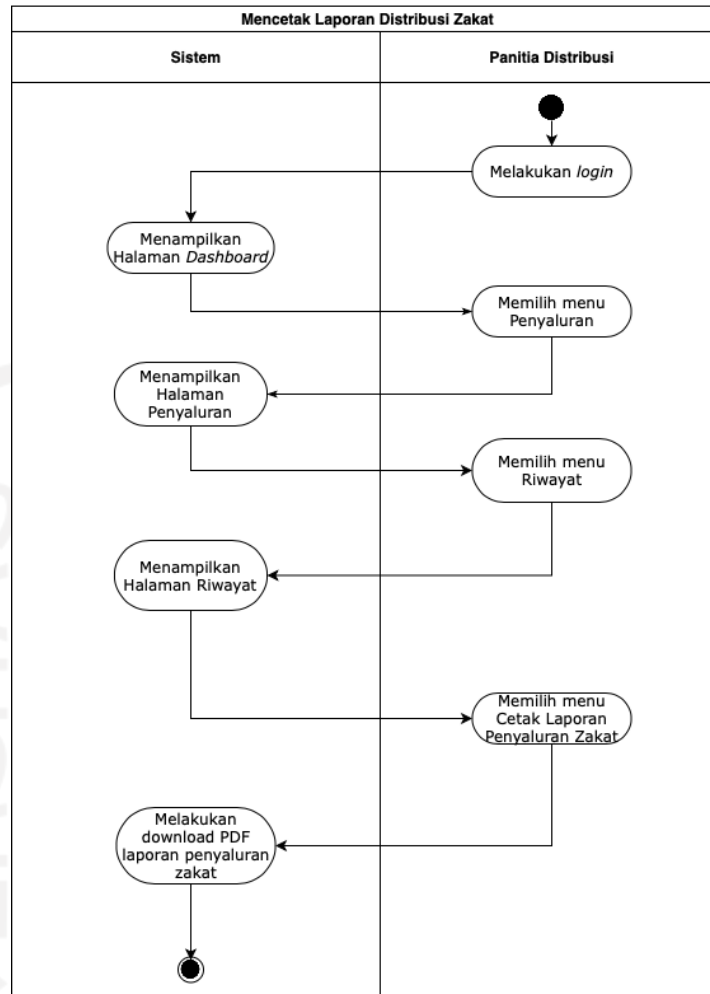 Mencetak Laporan Distribusi Zakat
Sistem
Panitia Distribusi
Melakukan login
Menampilkan
Halaman Dashboard
Memilih menu
Penyaluran
Menampilkan
Halaman
Penyaluran
Memilih menu
Riwayat
Menampilkan
Halaman Riwayat
Memilih menu
Cetak Laporan
Penyaluran Zakat
Melakukan
download PDF
laporan penyaluran
zakat